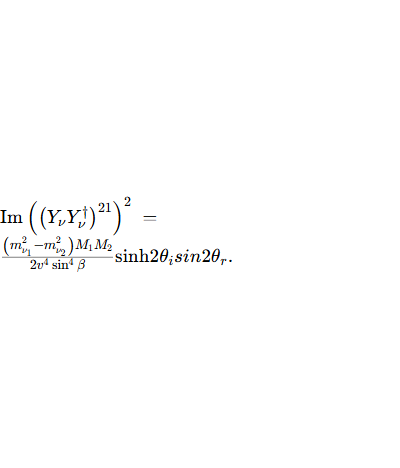 Im ((Y_ν Y_ν^†)^{21})^2 =
\frac{(m_{ν_1}^2 − m_{ν_2}^2) M_1 M_2}{2v^4 \sin^4 β} sinh2θ_i sin2θ_r.